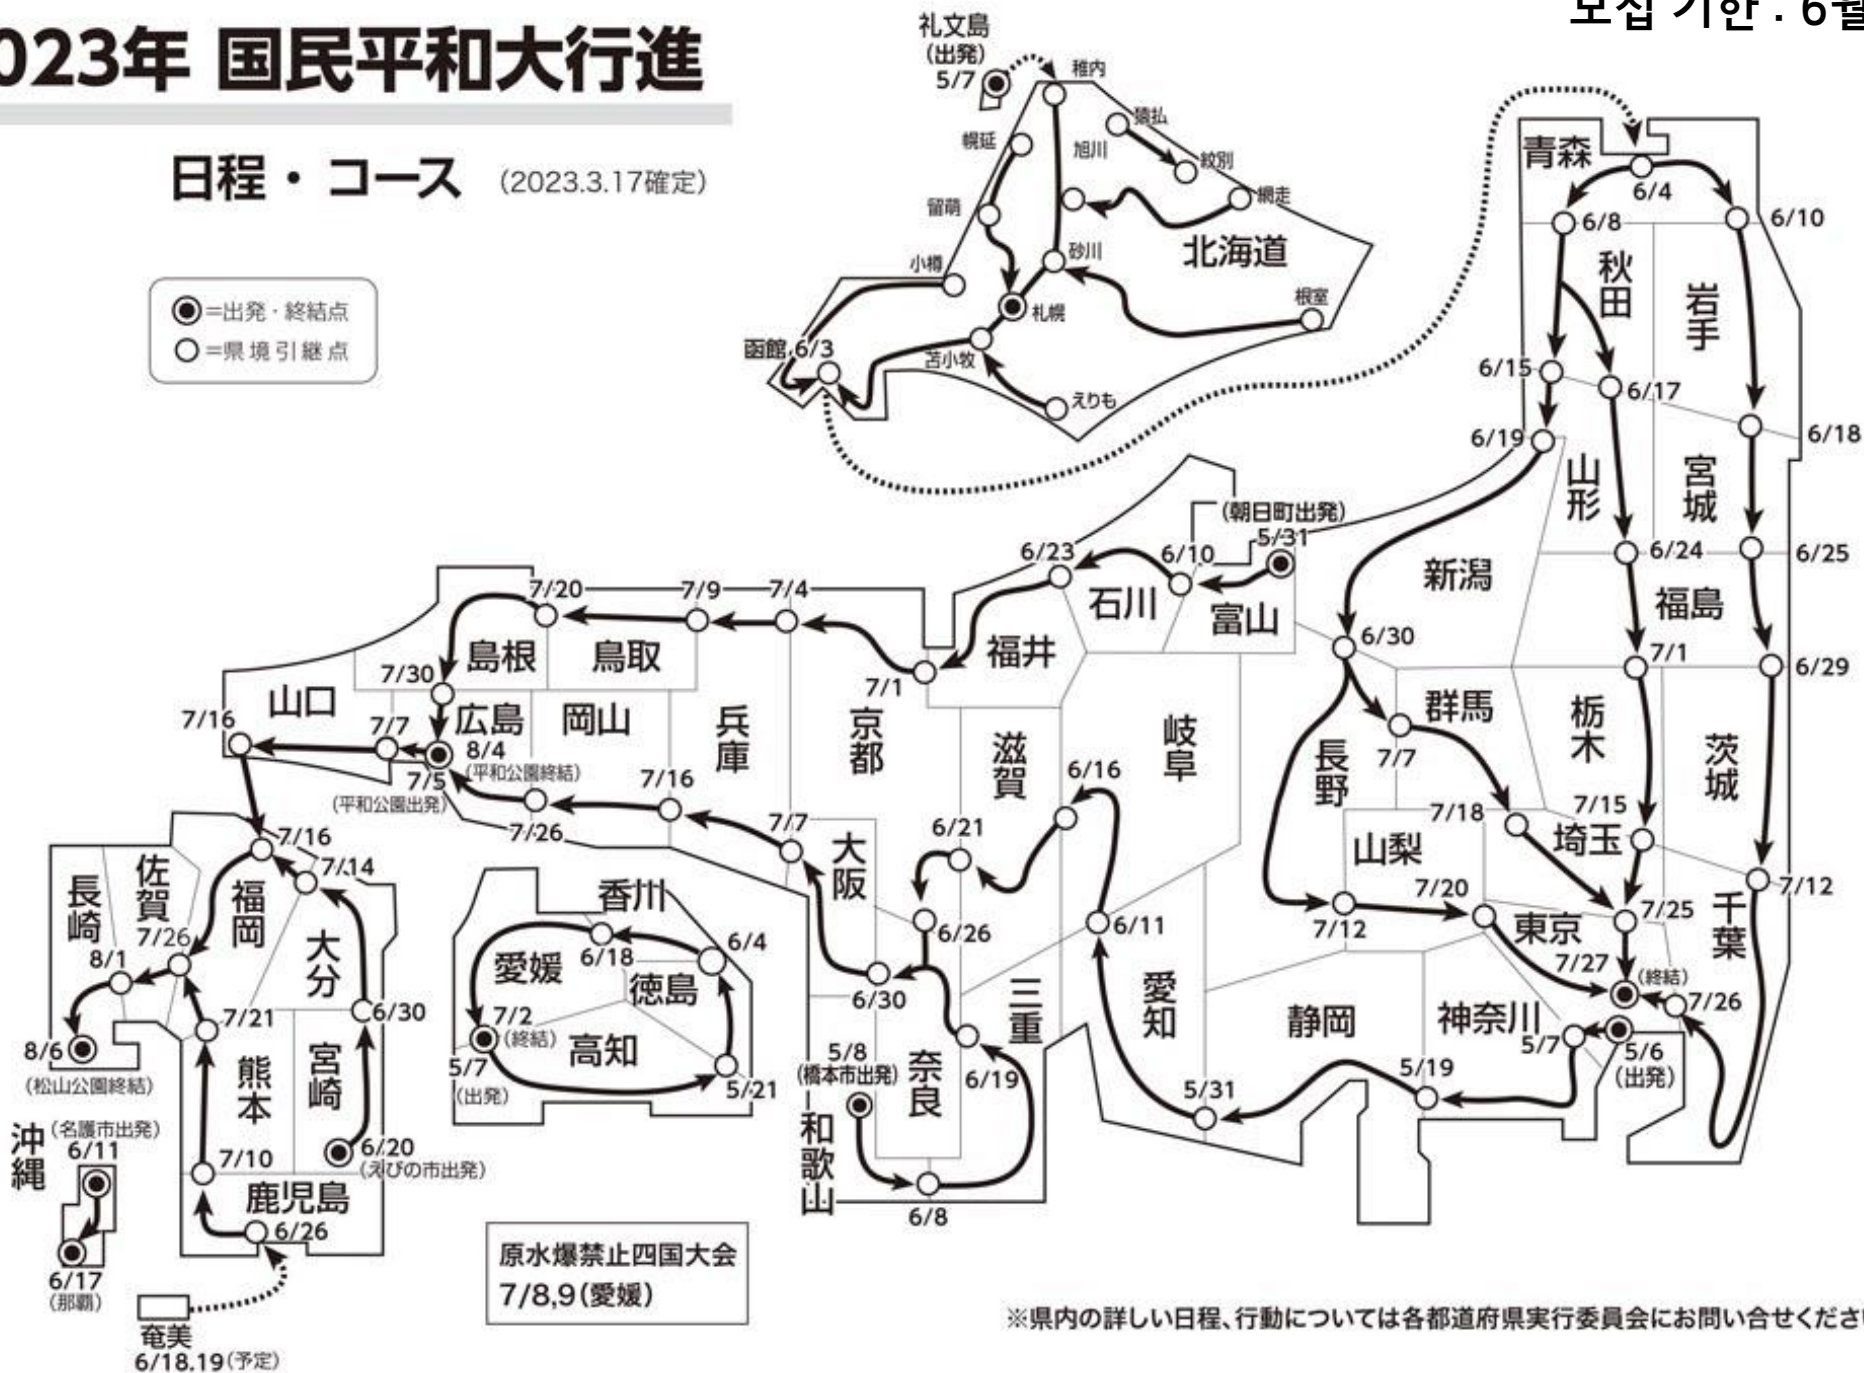 023年 国民平和大行進
日程・コース (2023.3.17確定)
◉=出発・終結点
○=県境引継点
모집 기한 : 6월
礼文島
(出発)
5/7
稚内
猿払
幌延
旭川
紋別
留萌
網走
北海道
小樽
砂川
札幌
根室
函館 6/3
苫小牧
えりも
青森
6/4
6/8
6/10
秋田
岩手
6/15
6/17
6/18
6/19
山形
宮城
6/24
6/25
新潟
福島
6/30
7/1
6/29
(朝日町出発)
5/31
6/10
6/23
石川
富山
福井
7/20
7/9
7/4
島根
鳥取
7/1
7/30
山口
7/16
7/7
広島
8/4
(平和公園終結)
7/5
(平和公園出発)
岡山
兵庫
京都
滋賀
岐阜
7/16
7/26
7/7
大阪
6/21
6/16
6/26
6/11
6/30
長野
群馬
7/7
栃木
茨城
7/18
7/15
埼玉
山梨
7/12
7/20
東京
7/25
7/12
千葉
7/27
(終結)
7/26
神奈川
5/7
5/6
(出発)
静岡
5/19
愛知
5/31
三重
奈良
6/19
5/8
(橋本市出発)
和歌山
6/8
7/16
7/14
長崎
佐賀
福岡
大分
7/26
8/1
7/21
6/30
8/6
(松山公園終結)
熊本
宮崎
沖縄
(名護市出発)
6/11
7/10
6/20
(えびの市出発)
鹿児島
6/26
6/17
(那覇)
奄美
6/18.19(予定)
香川
6/4
愛媛
6/18
徳島
7/2
(終結)
高知
5/7
(出発)
5/21
原水爆禁止四国大会
7/8,9(愛媛)
※県内の詳しい日程、行動については各都道府県実行委員会にお問い合せくださ